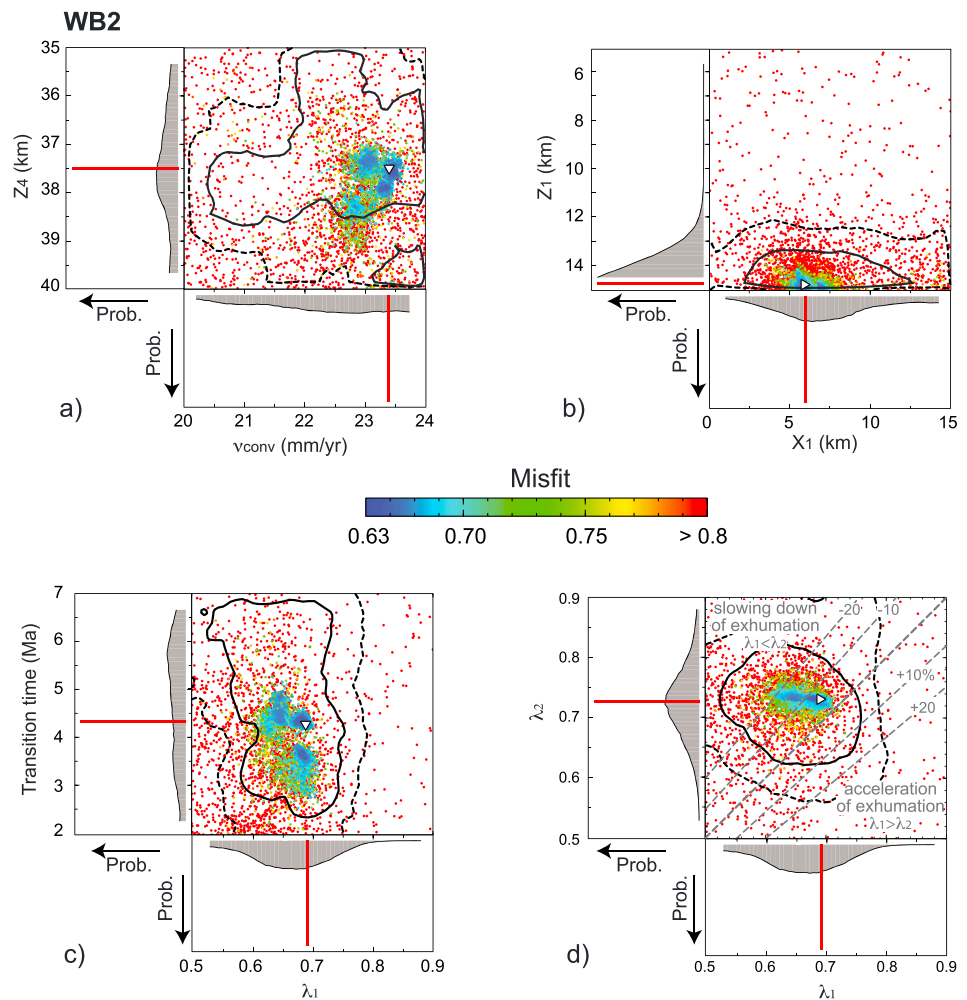 WB2
35
36
37
38
39
40
Z4 (km)
Prob.
Prob.
a)
20
21
22
23
24
νconv (mm/yr)
6
8
10
12
14
Z1 (km)
Prob.
Prob.
b)
0
5
10
15
X1 (km)
Misfit
0.63
0.70
0.75
> 0.8
7
6
5
4
3
2
Transition time (Ma)
Prob.
Prob.
c)
0.5
0.6
0.7
0.8
0.9
λ1
0.9
0.8
0.7
0.6
0.5
λ2
slowing down
of exhumation
λ1<λ2
-20
-10
+10%
+20
acceleration
of exhumation
λ1>λ2
Prob.
Prob.
d)
0.5
0.6
0.7
0.8
0.9
λ1